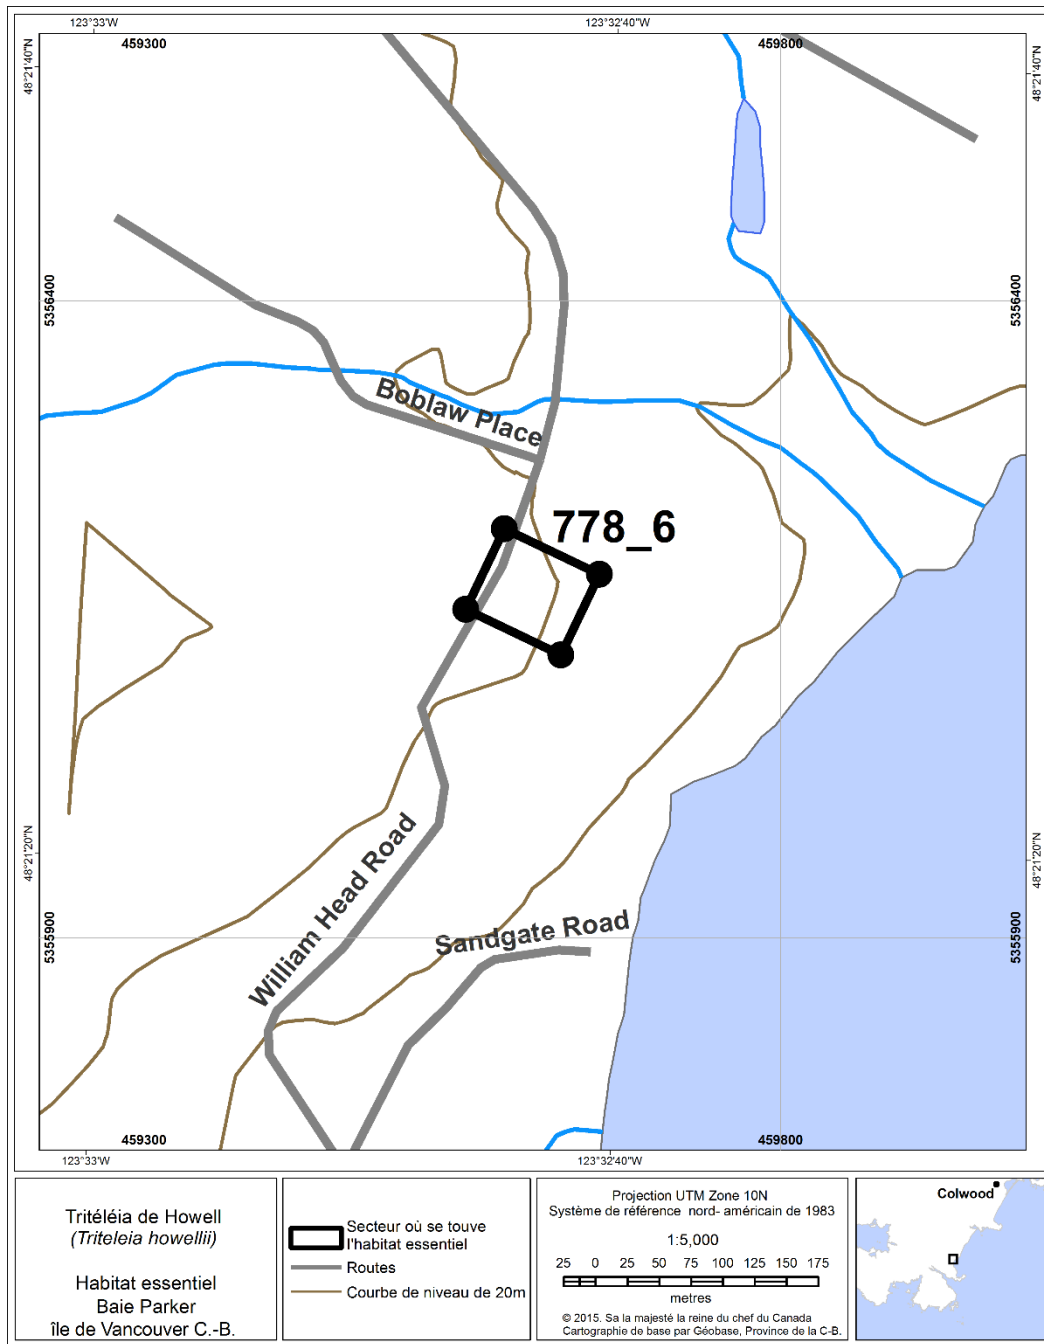 123°33'W
123°32'40"W
459300
459800
48°21'40"N
48°21'40"N
5356400
5356400
Boblaw Place
778_6
48°21'20"N
48°21'20"N
William Head Road
Sandgate Road
5355900
5355900
459300
459800
123°33'W
123°32'40"W
Tritéléia de Howell
(Triteleia howellii)
Habitat essentiel
Baie Parker
île de Vancouver C.-B.
Secteur où se touve
l'habitat essentiel
Routes
Courbe de niveau de 20m
Projection UTM Zone 10N
Système de référence nord- américain de 1983
1:5,000
25 0 25 50 75 100 125 150 175
metres
© 2015. Sa la majesté la reine du chef du Canada
Cartographie de base par Géobase, Province de la C-B.
Colwood